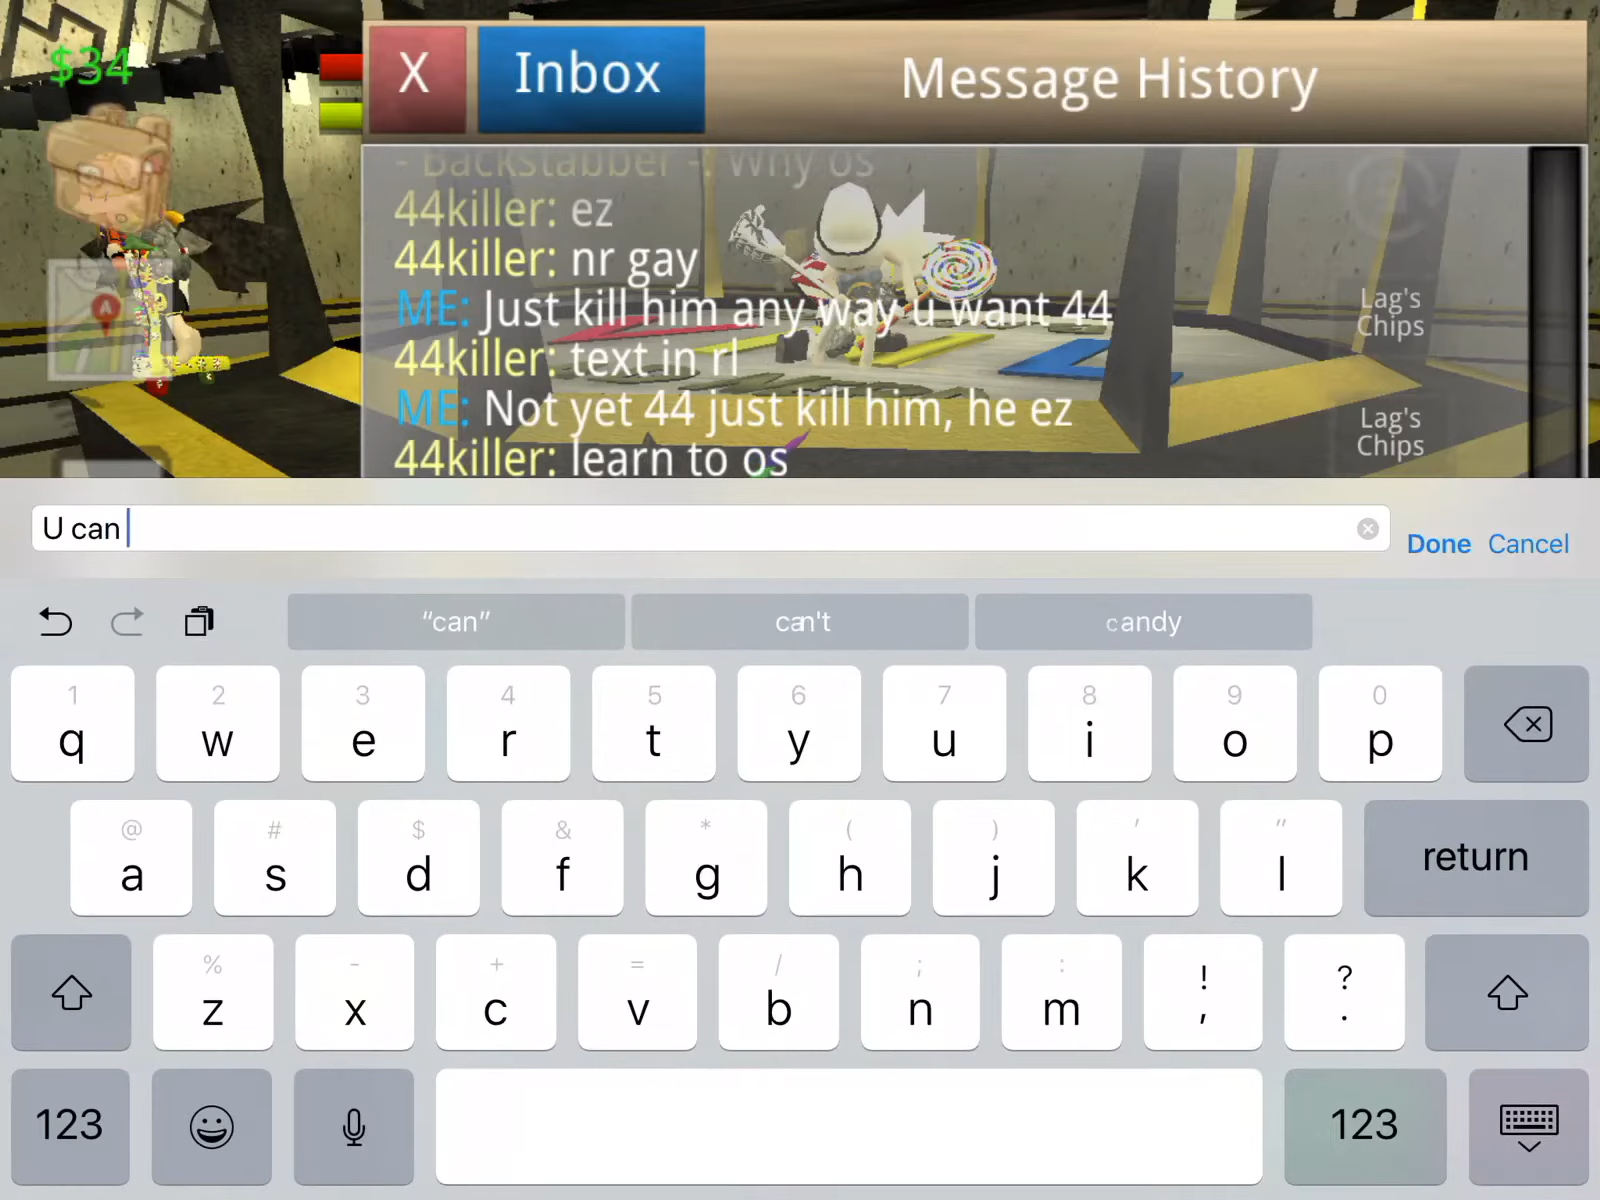 $34
X
Inbox
Message History
- Backstabber -: Why os
44killer: ez
44killer: nr gay
ME: Just kill him any way u want 44
Lag's
Chips
44killer: text in rl
ME: Not yet 44 just kill him, he ez
Lag's
Chips
44killer: learn to os
A
U can
Done
Cancel
“can”
can't
candy
1 2 3 4 5 6 7 8 9 0
q w e r t y u i o p
@ # $ & * ( ) ' "
a s d f g h j k l
return
% - + = / ; : ! ?
z x c v b n m , .
123
123